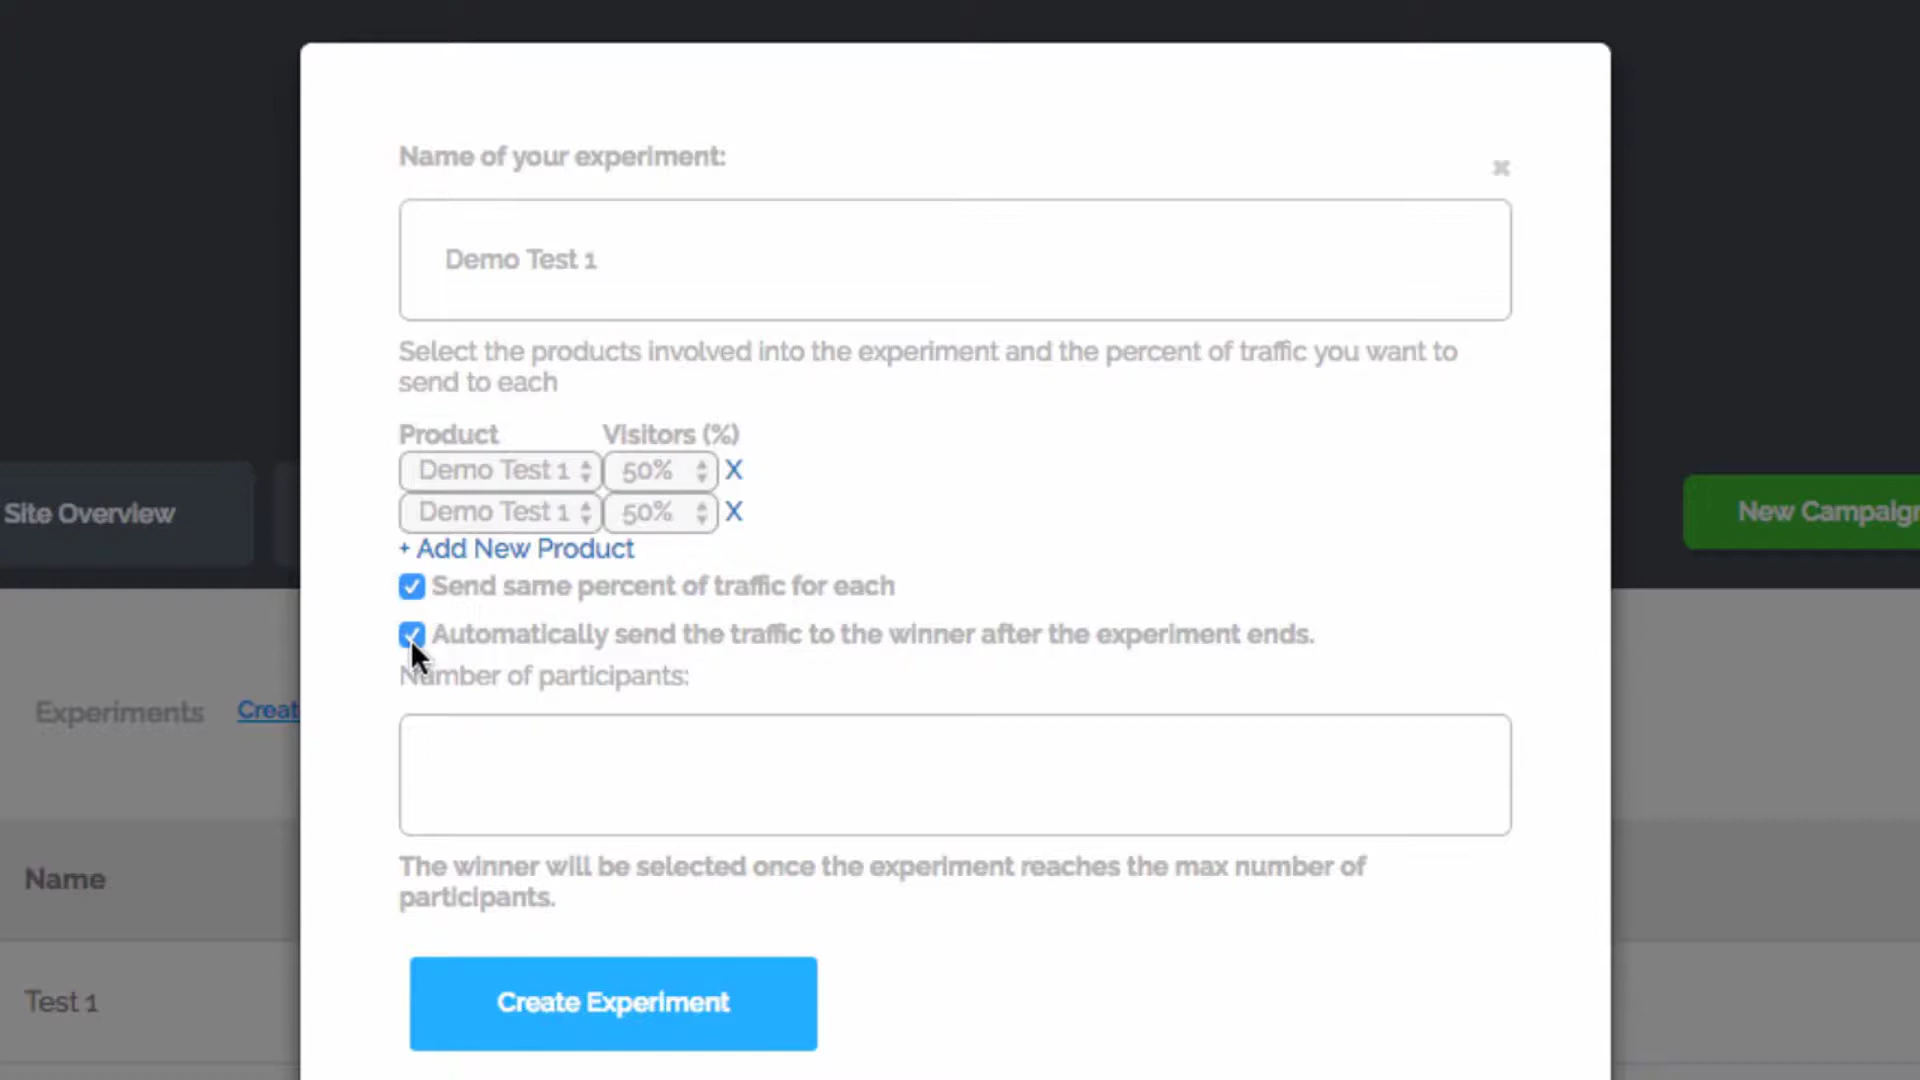 Name of your experiment:
Demo Test 1
Select the products involved into the experiment and the percent of traffic you want to
send to each
Product Visitors (%)
Demo Test 1 50% X
Demo Test 1 50% X
+ Add New Product
Send same percent of traffic for each
Automatically send the traffic to the winner after the experiment ends.
Number of participants:
The winner will be selected once the experiment reaches the max number of
participants.
Create Experiment
Site Overview
New Campaign
Experiments Creat
Name
Test 1